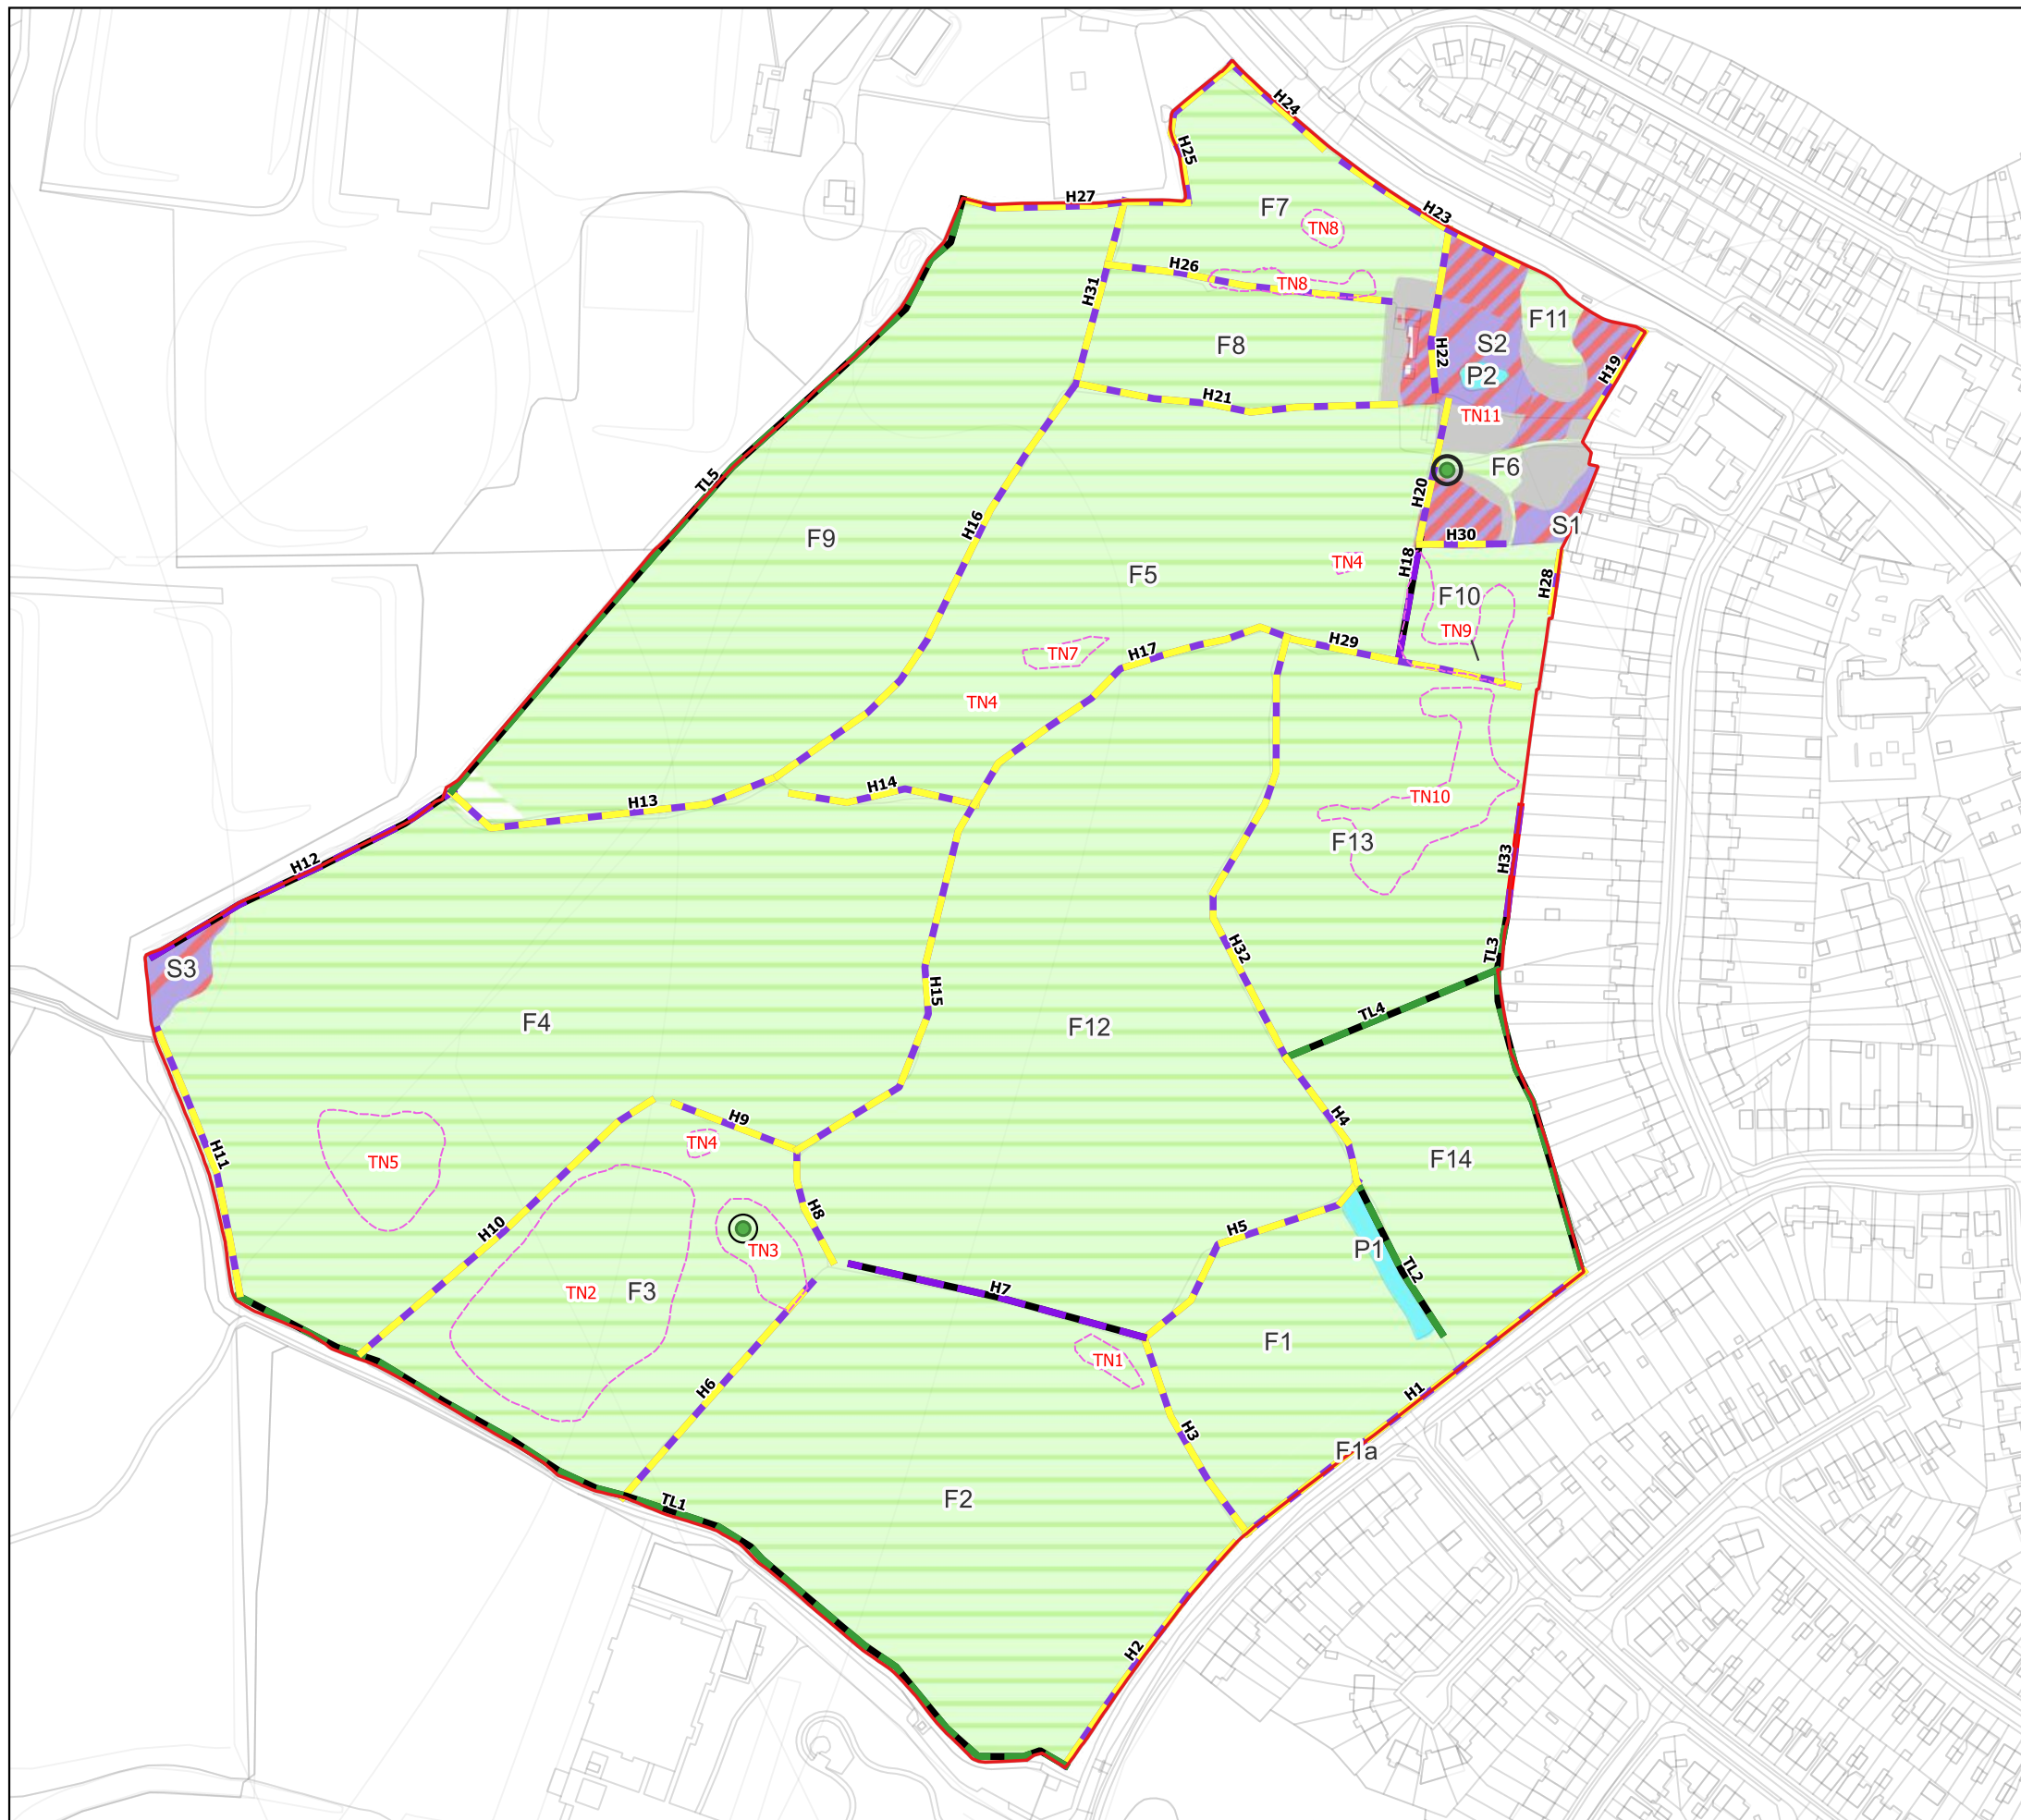 H24
H25
H27
F7
TN8
H23
H26
TN8
H31
F11
F8
S2
H22
P2
H19
H21
TN11
F6
TL5
H20
H16
S1
F9
H30
TN4
H18
F5
H28
F10
TN9
H29
TN7
H17
TN4
H14
H13
TN10
F13
H12
H33
H32
TL3
S3
H15
TL4
F4
F12
H9
H4
TN4
H11
TN5
F14
H8
H10
H5
TN3
P1
TL2
TN2
F3
H7
F1
TN1
H6
H1
H3
F1a
F2
TL1
H2